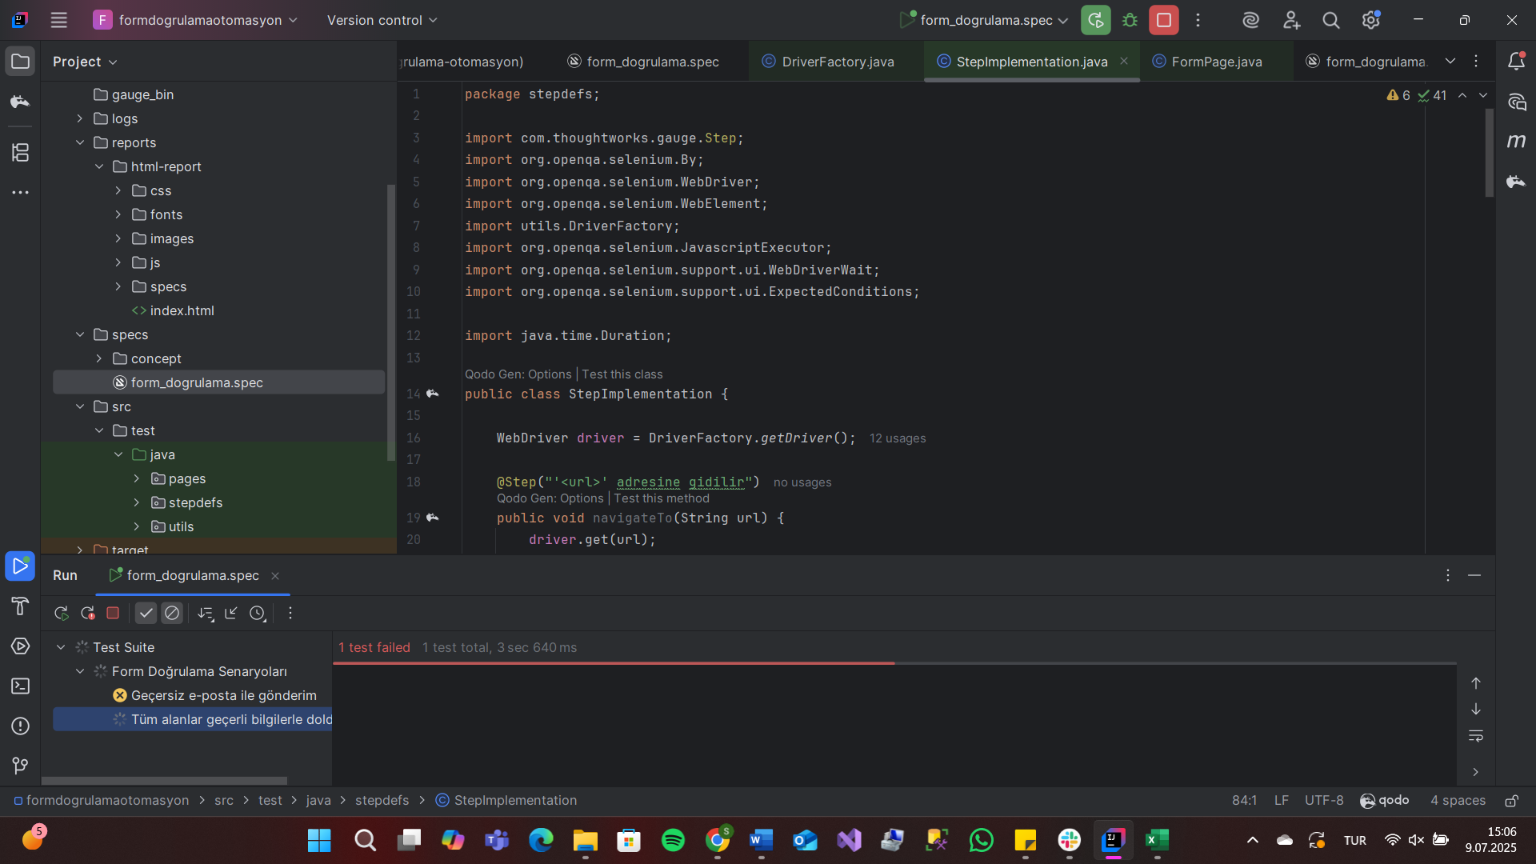 F formdogrulamaotomasyon
Version control
form_dogrulama.spec
Project
rulama-otomasyon)
form_dogrulama.spec
DriverFactory.java
StepImplementation.java
FormPage.java
form_dogrulama.
gauge_bin
logs
reports
html-report
css
fonts
images
js
specs
index.html
specs
concept
form_dogrulama.spec
src
test
java
pages
stepdefs
utils
target
6 41
1 package stepdefs;
2
3 import com.thoughtworks.gauge.Step;
4 import org.openqa.selenium.By;
5 import org.openqa.selenium.WebDriver;
6 import org.openqa.selenium.WebElement;
7 import utils.DriverFactory;
8 import org.openqa.selenium.JavascriptExecutor;
9 import org.openqa.selenium.support.ui.WebDriverWait;
10 import org.openqa.selenium.support.ui.ExpectedConditions;
11
12 import java.time.Duration;
13
Qodo Gen: Options | Test this class
14 public class StepImplementation {
15
16 WebDriver driver = DriverFactory.getDriver(); 12 usages
17
18 @Step("'<url>' adresine gidilir") no usages
Qodo Gen: Options | Test this method
19 public void navigateTo(String url) {
20 driver.get(url);
m
Run
form_dogrulama.spec
Test Suite
Form Doğrulama Senaryoları
Geçersiz e-posta ile gönderim
Tüm alanlar geçerli bilgilerle dold
1 test failed 1 test total, 3 sec 640 ms
formdogrulamaotomasyon > src > test > java > stepdefs > StepImplementation
84:1 LF UTF-8 qodo 4 spaces
5
S
TUR
15:06
9.07.2025